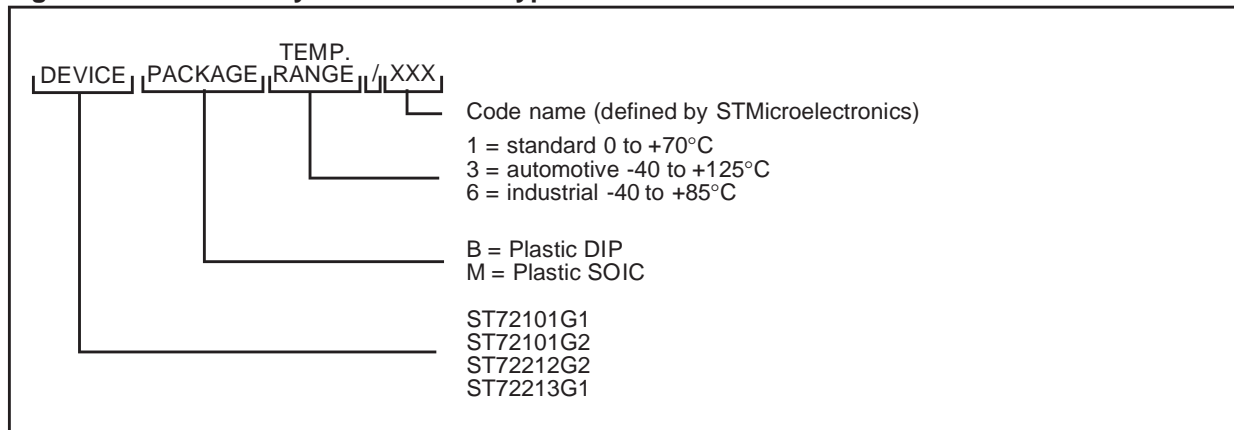 TEMP.
DEVICE PACKAGE RANGE / XXX
Code name (defined by STMicroelectronics)
1 = standard 0 to +70°C
3 = automotive -40 to +125°C
6 = industrial -40 to +85°C
B = Plastic DIP
M = Plastic SOIC
ST72101G1
ST72101G2
ST72212G2
ST72213G1